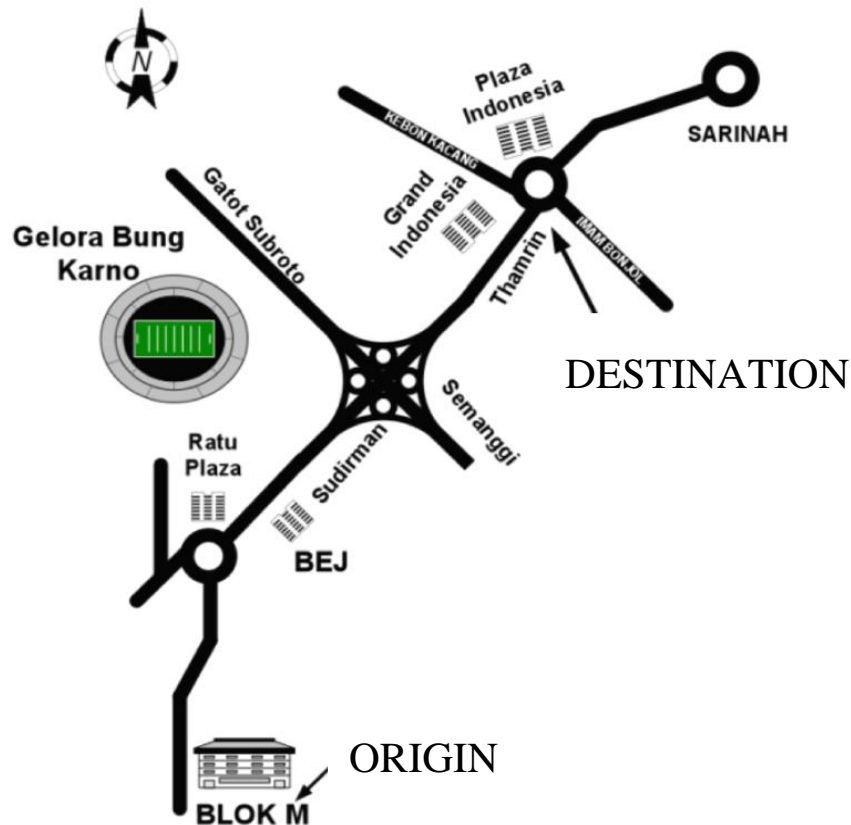 N
Plaza
Indonesia
SARINAH
KEBON KACANG
Grand
Indonesia
Gatot Subroto
Thamrin
IMAM BONJOL
Gelora Bung
Karno
DESTINATION
Semanggi
Ratu
Plaza
Sudirman
BEJ
ORIGIN
BLOK M